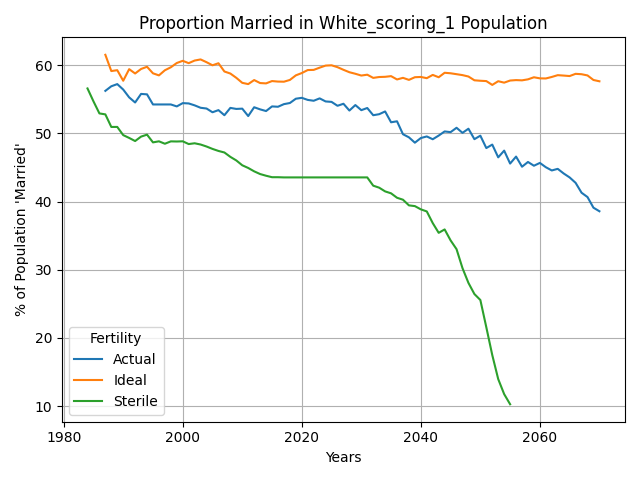 Proportion Married in White_scoring_1 Population
% of Population 'Married'
60
50
40
30
20
10
Fertility
Actual
Ideal
Sterile
1980 2000 2020 2040 2060
Years